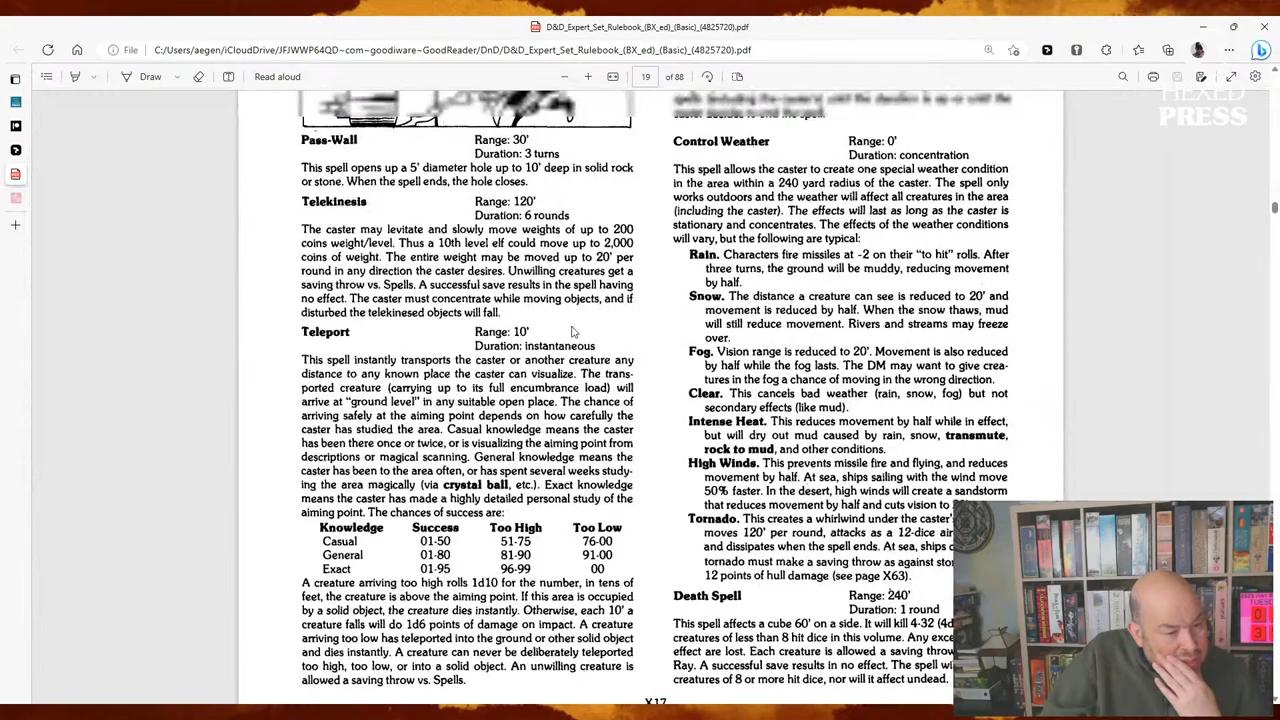 D&D_Expert_Set_Rulebook_(BX_ed)_(Basic)_(4825720).pdf
File
C:/Users/aegen/iCloudDrive/JFJWWP64QD~com~goodiware~GoodReader/DnD/D&D_Expert_Set_Rulebook_(BX_ed)_(Basic)_(4825720).pdf
Draw
Read aloud
19
of 88
HEXED
PRESS
Pass-Wall
Range: 30'
Duration: 3 turns
This spell opens up a 5' diameter hole up to 10' deep in solid rock
or stone. When the spell ends, the hole closes.
Telekinesis
Range: 120'
Duration: 6 rounds
The caster may levitate and slowly move weights of up to 200
coins weight/level. Thus a 10th level elf could move up to 2,000
coins of weight. The entire weight may be moved up to 20' per
round in any direction the caster desires. Unwilling creatures get a
saving throw vs. Spells. A successful save results in the spell having
no effect. The caster must concentrate while moving objects, and if
disturbed the telekinesed objects will fall.
Teleport
Range: 10'
Duration: instantaneous
This spell instantly transports the caster or another creature any
distance to any known place the caster can visualize. The trans-
ported creature (carrying up to its full encumbrance load) will
arrive at "ground level" in any suitable open place. The chance of
arriving safely at the aiming point depends on how carefully the
caster has studied the area. Casual knowledge means the caster
has been there once or twice, or is visualizing the aiming point from
descriptions or magical scanning. General knowledge means the
caster has been to the area often, or has spent several weeks study-
ing the area magically (via crystal ball, etc.). Exact knowledge
means the caster has made a highly detailed personal study of the
aiming point. The chances of success are:
Knowledge Success Too High Too Low
Casual 01-50 51-75 76-00
General 01-80 81-90 91-00
Exact 01-95 96-99 00
A creature arriving too high rolls 1d10 for the number, in tens of
feet, the creature is above the aiming point. If this area is occupied
by a solid object, the creature dies instantly. Otherwise, each 10' a
creature falls will do 1d6 points of damage on impact. A creature
arriving too low has teleported into the ground or other solid object
and dies instantly. A creature can never be deliberately teleported
too high, too low, or into a solid object. An unwilling creature is
allowed a saving throw vs. Spells.
caster decides to end the spell.
Control Weather
Range: 0'
Duration: concentration
This spell allows the caster to create one special weather condition
in the area within a 240 yard radius of the caster. The spell only
works outdoors and the weather will affect all creatures in the area
(including the caster). The effects will last as long as the caster is
stationary and concentrates. The effects of the weather conditions
will vary, but the following are typical:
Rain. Characters fire missiles at -2 on their "to hit" rolls. After
three turns, the ground will be muddy, reducing movement
by half.
Snow. The distance a creature can see is reduced to 20' and
movement is reduced by half. When the snow thaws, mud
will still reduce movement. Rivers and streams may freeze
over.
Fog. Vision range is reduced to 20'. Movement is also reduced
by half while the fog lasts. The DM may want to give crea-
tures in the fog a chance of moving in the wrong direction.
Clear. This cancels bad weather (rain, snow, fog) but not
secondary effects (like mud).
Intense Heat. This reduces movement by half while in effect,
but will dry out mud caused by rain, snow, transmute,
rock to mud, and other conditions.
High Winds. This prevents missile fire and flying, and reduces
movement by half. At sea, ships sailing with the wind move
50% faster. In the desert, high winds will create a sandstorm
that reduces movement by half and cuts vision to
Tornado. This creates a whirlwind under the caster's
moves 120' per round, attacks as a 12-dice air
and dissipates when the spell ends. At sea, ships
tornado must make a saving throw as against
12 points of hull damage (see page X63).
Death Spell
Range: 240'
Duration: 1 round
This spell affects a cube 60' on a side. It will kill 4-32
creatures of less than 8 hit dice in this volume. Any
effect are lost. Each creature is allowed a saving
Ray. A successful save results in no effect. The spell
creatures of 8 or more hit dice, nor will it affect undead.
X17